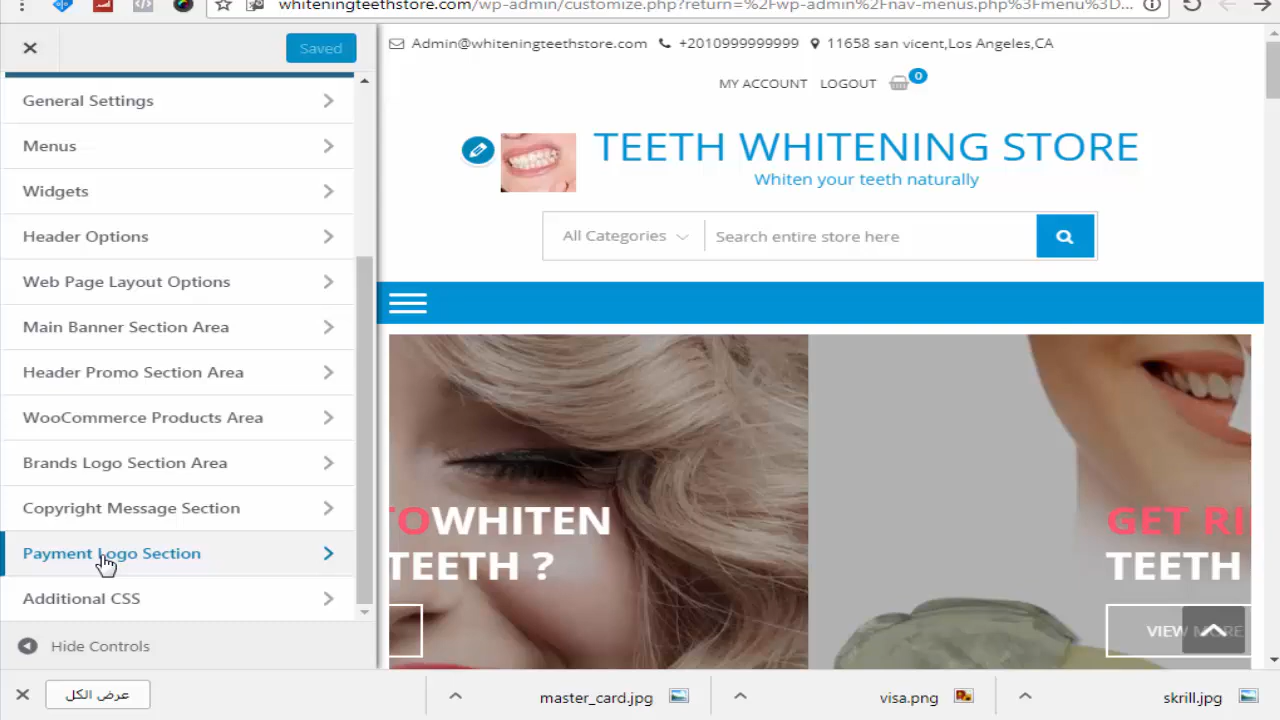 whiteningteethstore.com/wp-admin/customize.php?return=%2Fwp-admin%2Fnav-menus.php%3Fmenu%3D...
Saved
General Settings
Menus
Widgets
Header Options
Web Page Layout Options
Main Banner Section Area
Header Promo Section Area
WooCommerce Products Area
Brands Logo Section Area
Copyright Message Section
Payment Logo Section
Additional CSS
Hide Controls
Admin@whiteningteethstore.com +2010999999999 11658 san vicent,Los Angeles,CA
MY ACCOUNT LOGOUT 0
TEETH WHITENING STORE
Whiten your teeth naturally
All Categories Search entire store here
TO WHITEN
TEETH ?
GET RI
TEETH
VIEW MORE
عرض الكل
master_card.jpg
visa.png
skrill.jpg